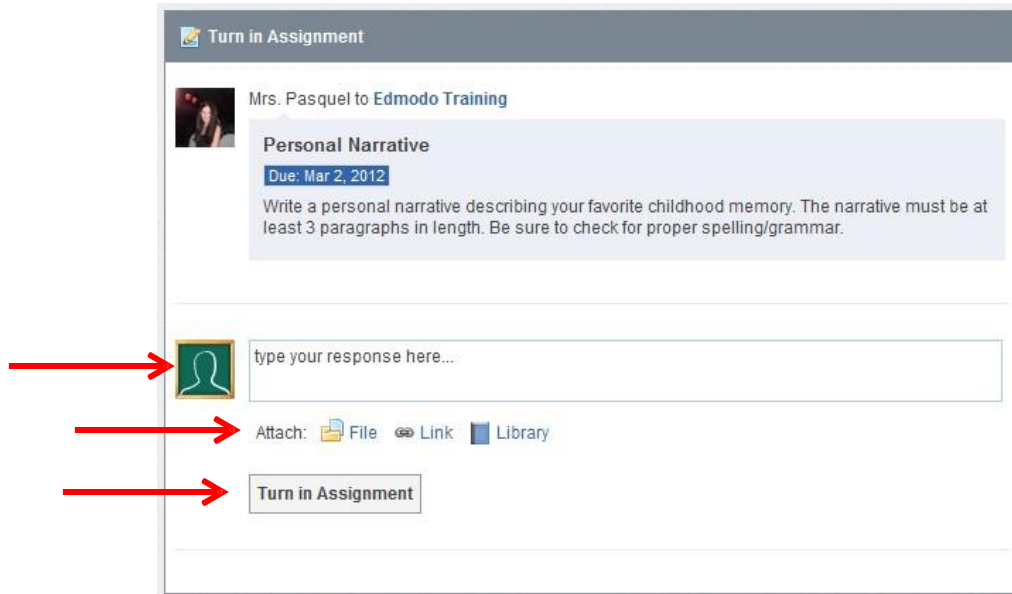 Turn in Assignment
Mrs. Pasquel to Edmodo Training
Personal Narrative
Due: Mar 2, 2012
Write a personal narrative describing your favorite childhood memory. The narrative must be at
least 3 paragraphs in length. Be sure to check for proper spelling/grammar.
type your response here...
Attach: File Link Library
Turn in Assignment